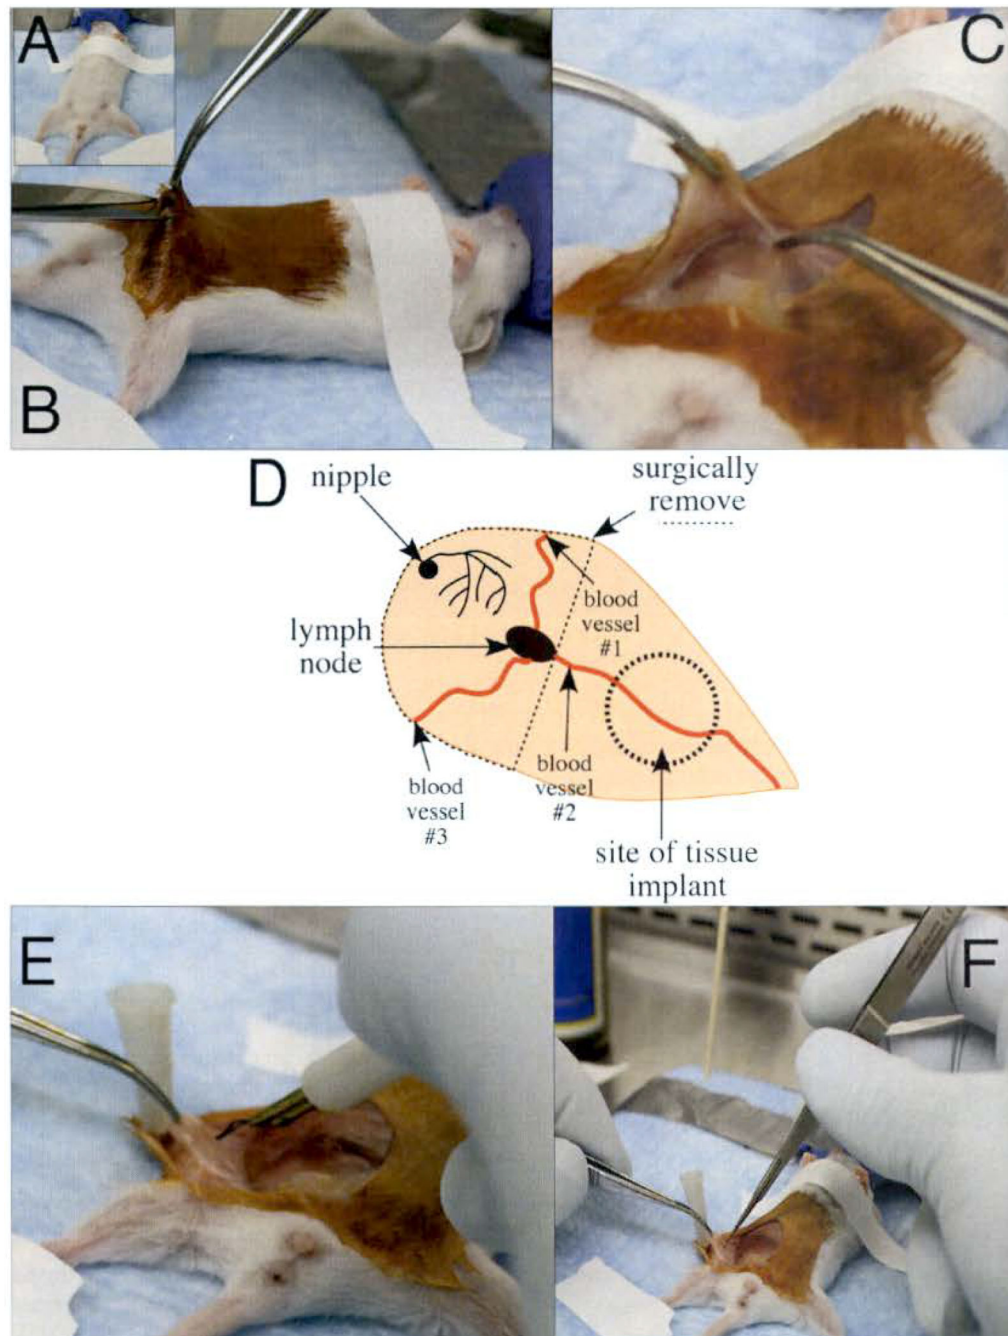 A
C
B
D
nipple
surgically
remove
blood
vessel
#1
lymph
node
blood
vessel
#2
blood
vessel
#3
site of tissue
implant
E
F